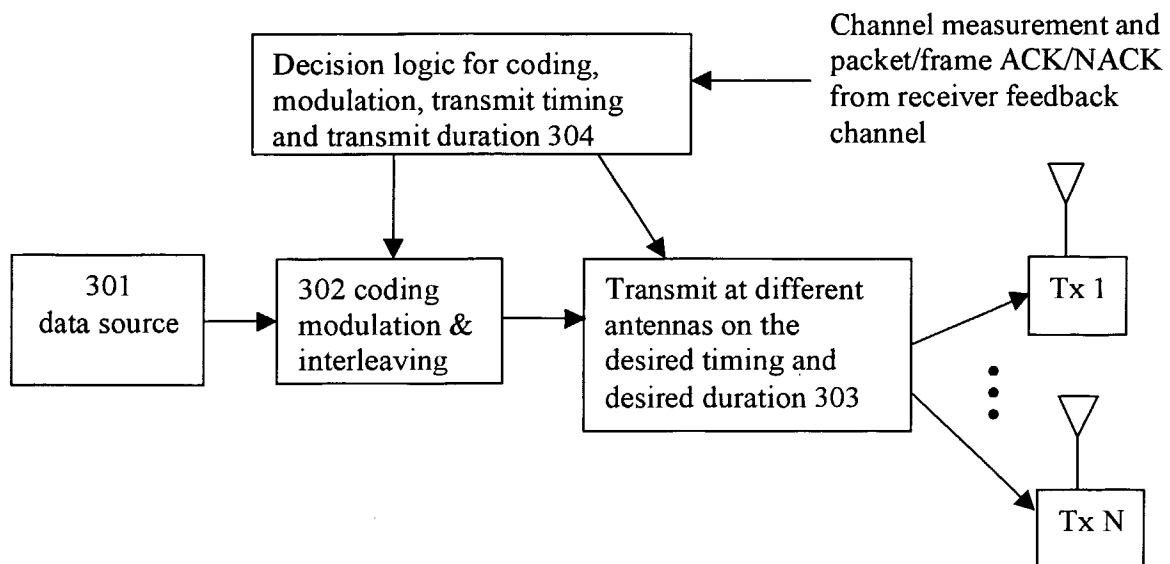 Channel measurement and
packet/frame ACK/NACK
from receiver feedback
channel
Decision logic for coding,
modulation, transmit timing
and transmit duration 304
301
data source
302 coding
modulation &
interleaving
Transmit at different
antennas on the
desired timing and
desired duration 303
Tx 1
Tx N